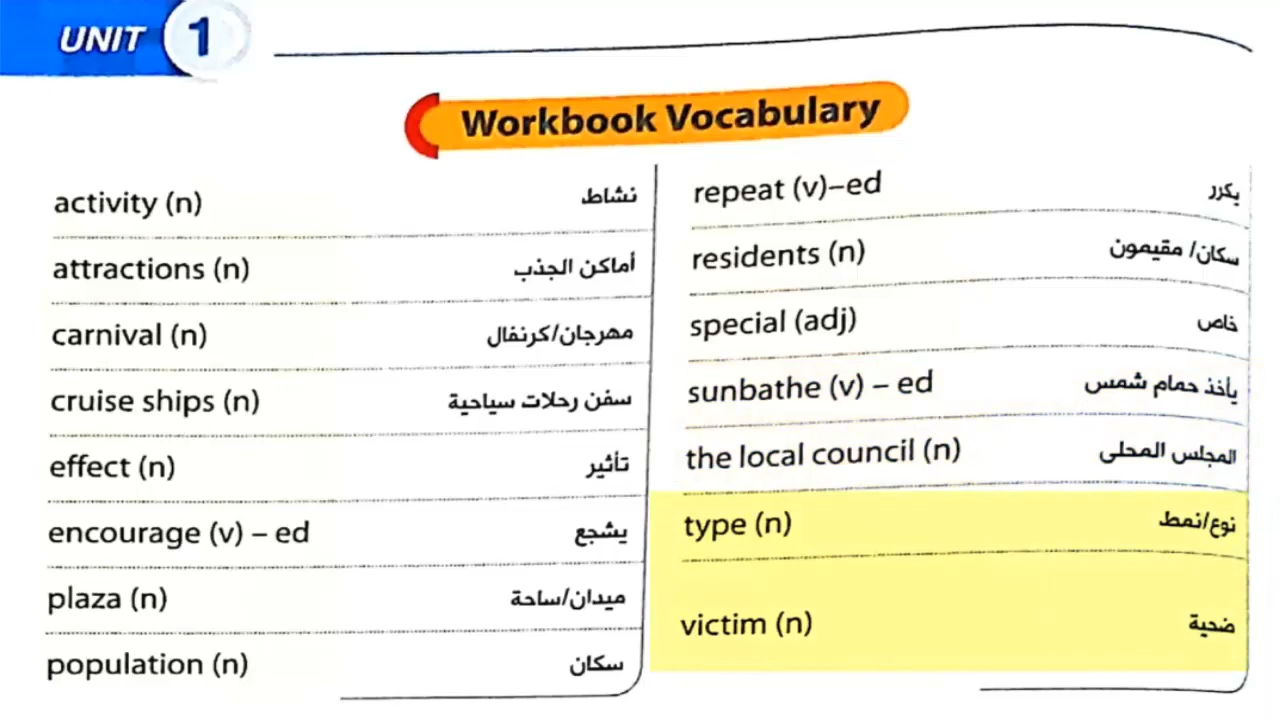 UNIT 1
Workbook Vocabulary
activity (n) نشاط
attractions (n) أماكن الجذب
carnival (n) مهرجان/كرنفال
cruise ships (n) سفن رحلات سياحية
effect (n) تأثير
encourage (v) – ed يشجع
plaza (n) ميدان/ساحة
population (n) سكان
repeat (v)–ed يكرر
residents (n) سكان/ مقيمون
special (adj) خاص
sunbathe (v) – ed يأخذ حمام شمس
the local council (n) المجلس المحلى
type (n) نوع/نمط
victim (n) ضحية